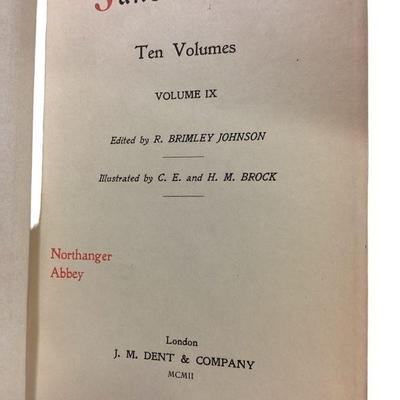 Ten Volumes
VOLUME IX
Edited by R. BRIMLEY JOHNSON
Illustrated by C. E. and H. M. BROCK
Northanger
Abbey
London
J. M. DENT & COMPANY
MCMII